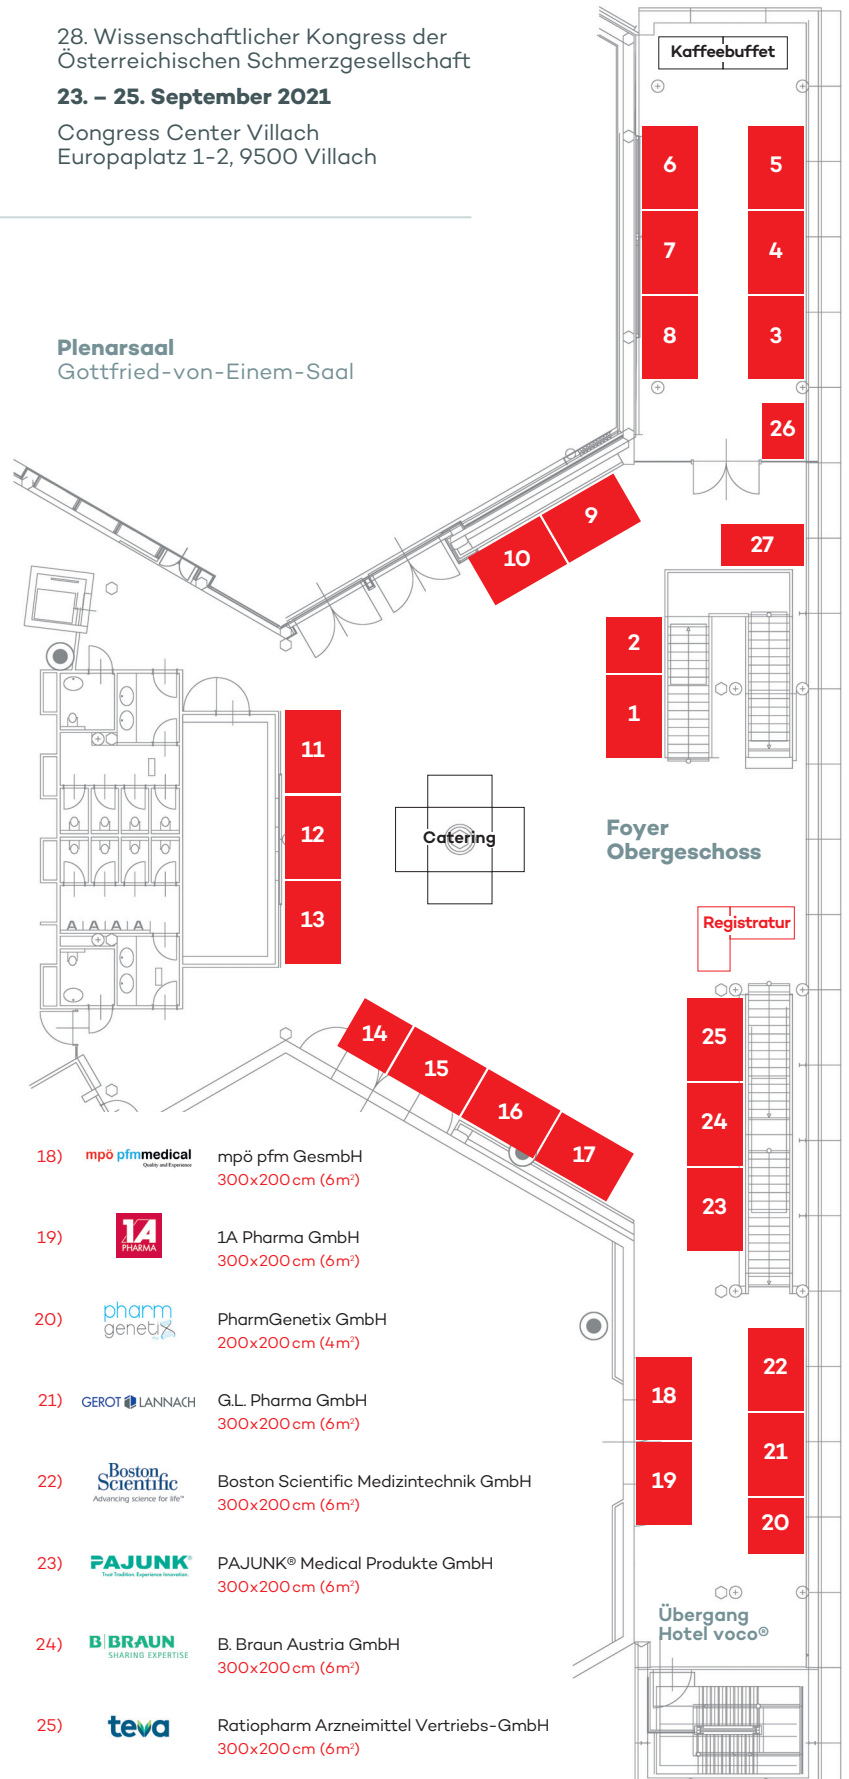 28. Wissenschaftlicher Kongress der
Österreichischen Schmerzgesellschaft
23. – 25. September 2021
Congress Center Villach
Europaplatz 1-2, 9500 Villach
Kaffeebuffet
6
5
7
4
8
3
Plenarsaal
Gottfried-von-Einem-Saal
26
9
27
10
2
1
11
12
Catering
Foyer
Obergeschoss
13
Registratur
14
25
15
16
24
17
23
22
18
21
19
20
Übergang
Hotel voco®
18) mpö pfmmedical mpö pfm GesmbH
Quality and Experience
300x200 cm (6m²)
19) 1A PHARMA 1A Pharma GmbH
300x200 cm (6m²)
20) pharm genetix PharmGenetix GmbH
200x200 cm (4m²)
21) GEROT LANNACH G.L. Pharma GmbH
300x200 cm (6m²)
22) Boston Scientific Boston Scientific Medizintechnik GmbH
Advancing science for life™
300x200 cm (6m²)
23) PAJUNK® PAJUNK® Medical Produkte GmbH
Trust Tradition. Experience Innovation.
300x200 cm (6m²)
24) B|BRAUN B. Braun Austria GmbH
SHARING EXPERTISE
300x200 cm (6m²)
25) teva Ratiopharm Arzneimittel Vertriebs-GmbH
300x200 cm (6m²)